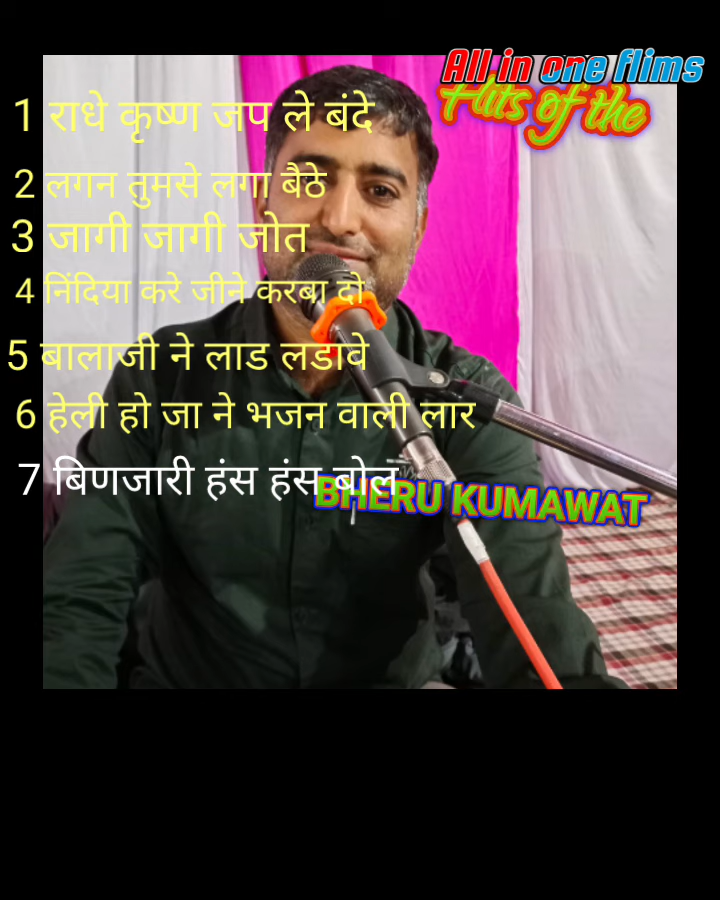 All in one flims
Hits of the
1 राधे कृष्ण जप ले बंदे
2 लगन तुमसे लगा बैठे
3 जागी जागी जोत
4 निंदिया करे जीने करबा दो
5 बालाजी ने लाड लडावे
6 हेली हो जा ने भजन वाली लार
7 बिणजारी हंस हंस बोल
BHERU KUMAWAT